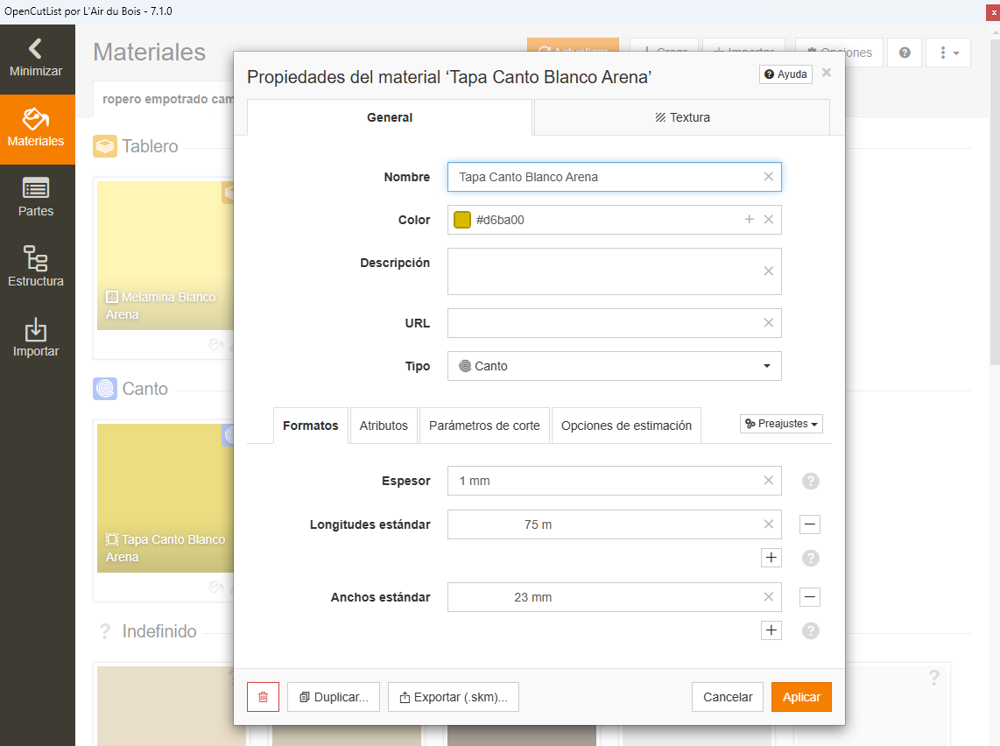 OpenCutList por L'Air du Bois - 7.1.0
Minimizar
Materiales
Partes
Estructura
Importar
Materiales
Actualizar
Crear
Importar
Opciones
ropero empotrado cam
Tablero
Melamina Blanco
Arena
Canto
Tapa Canto Blanco
Arena
Indefinido
Propiedades del material ‘Tapa Canto Blanco Arena’
Ayuda
General
Textura
Nombre
Tapa Canto Blanco Arena
Color
#d6ba00
Descripción
URL
Tipo
Canto
Formatos
Atributos
Parámetros de corte
Opciones de estimación
Preajustes
Espesor
1 mm
Longitudes estándar
75 m
Anchos estándar
23 mm
Duplicar...
Exportar (.skm)...
Cancelar
Aplicar